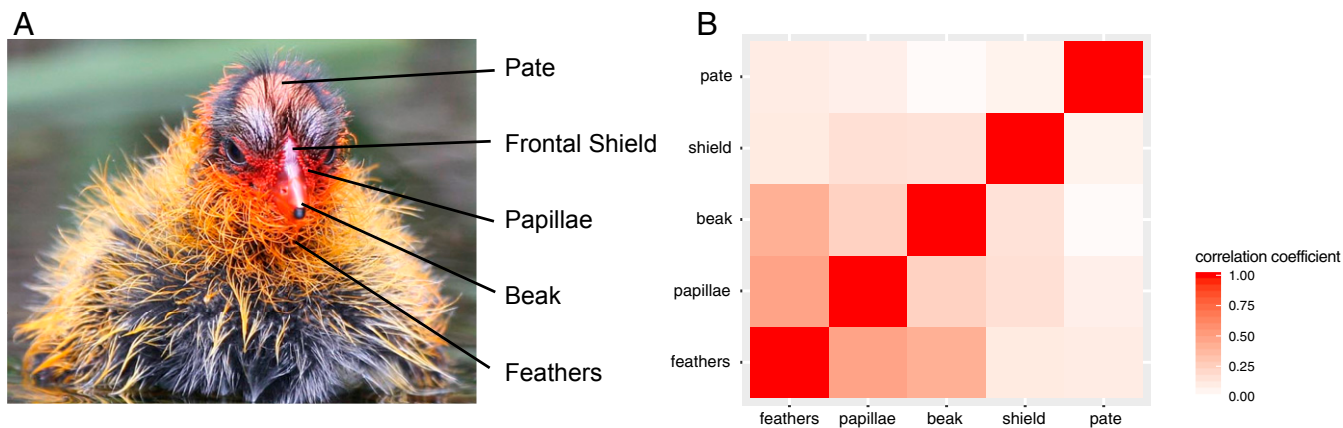 A
Pate
Frontal Shield
Papillae
Beak
Feathers
B
pate
shield
beak
papillae
feathers
feathers papillae beak shield pate
correlation coefficient
1.00
0.75
0.50
0.25
0.00